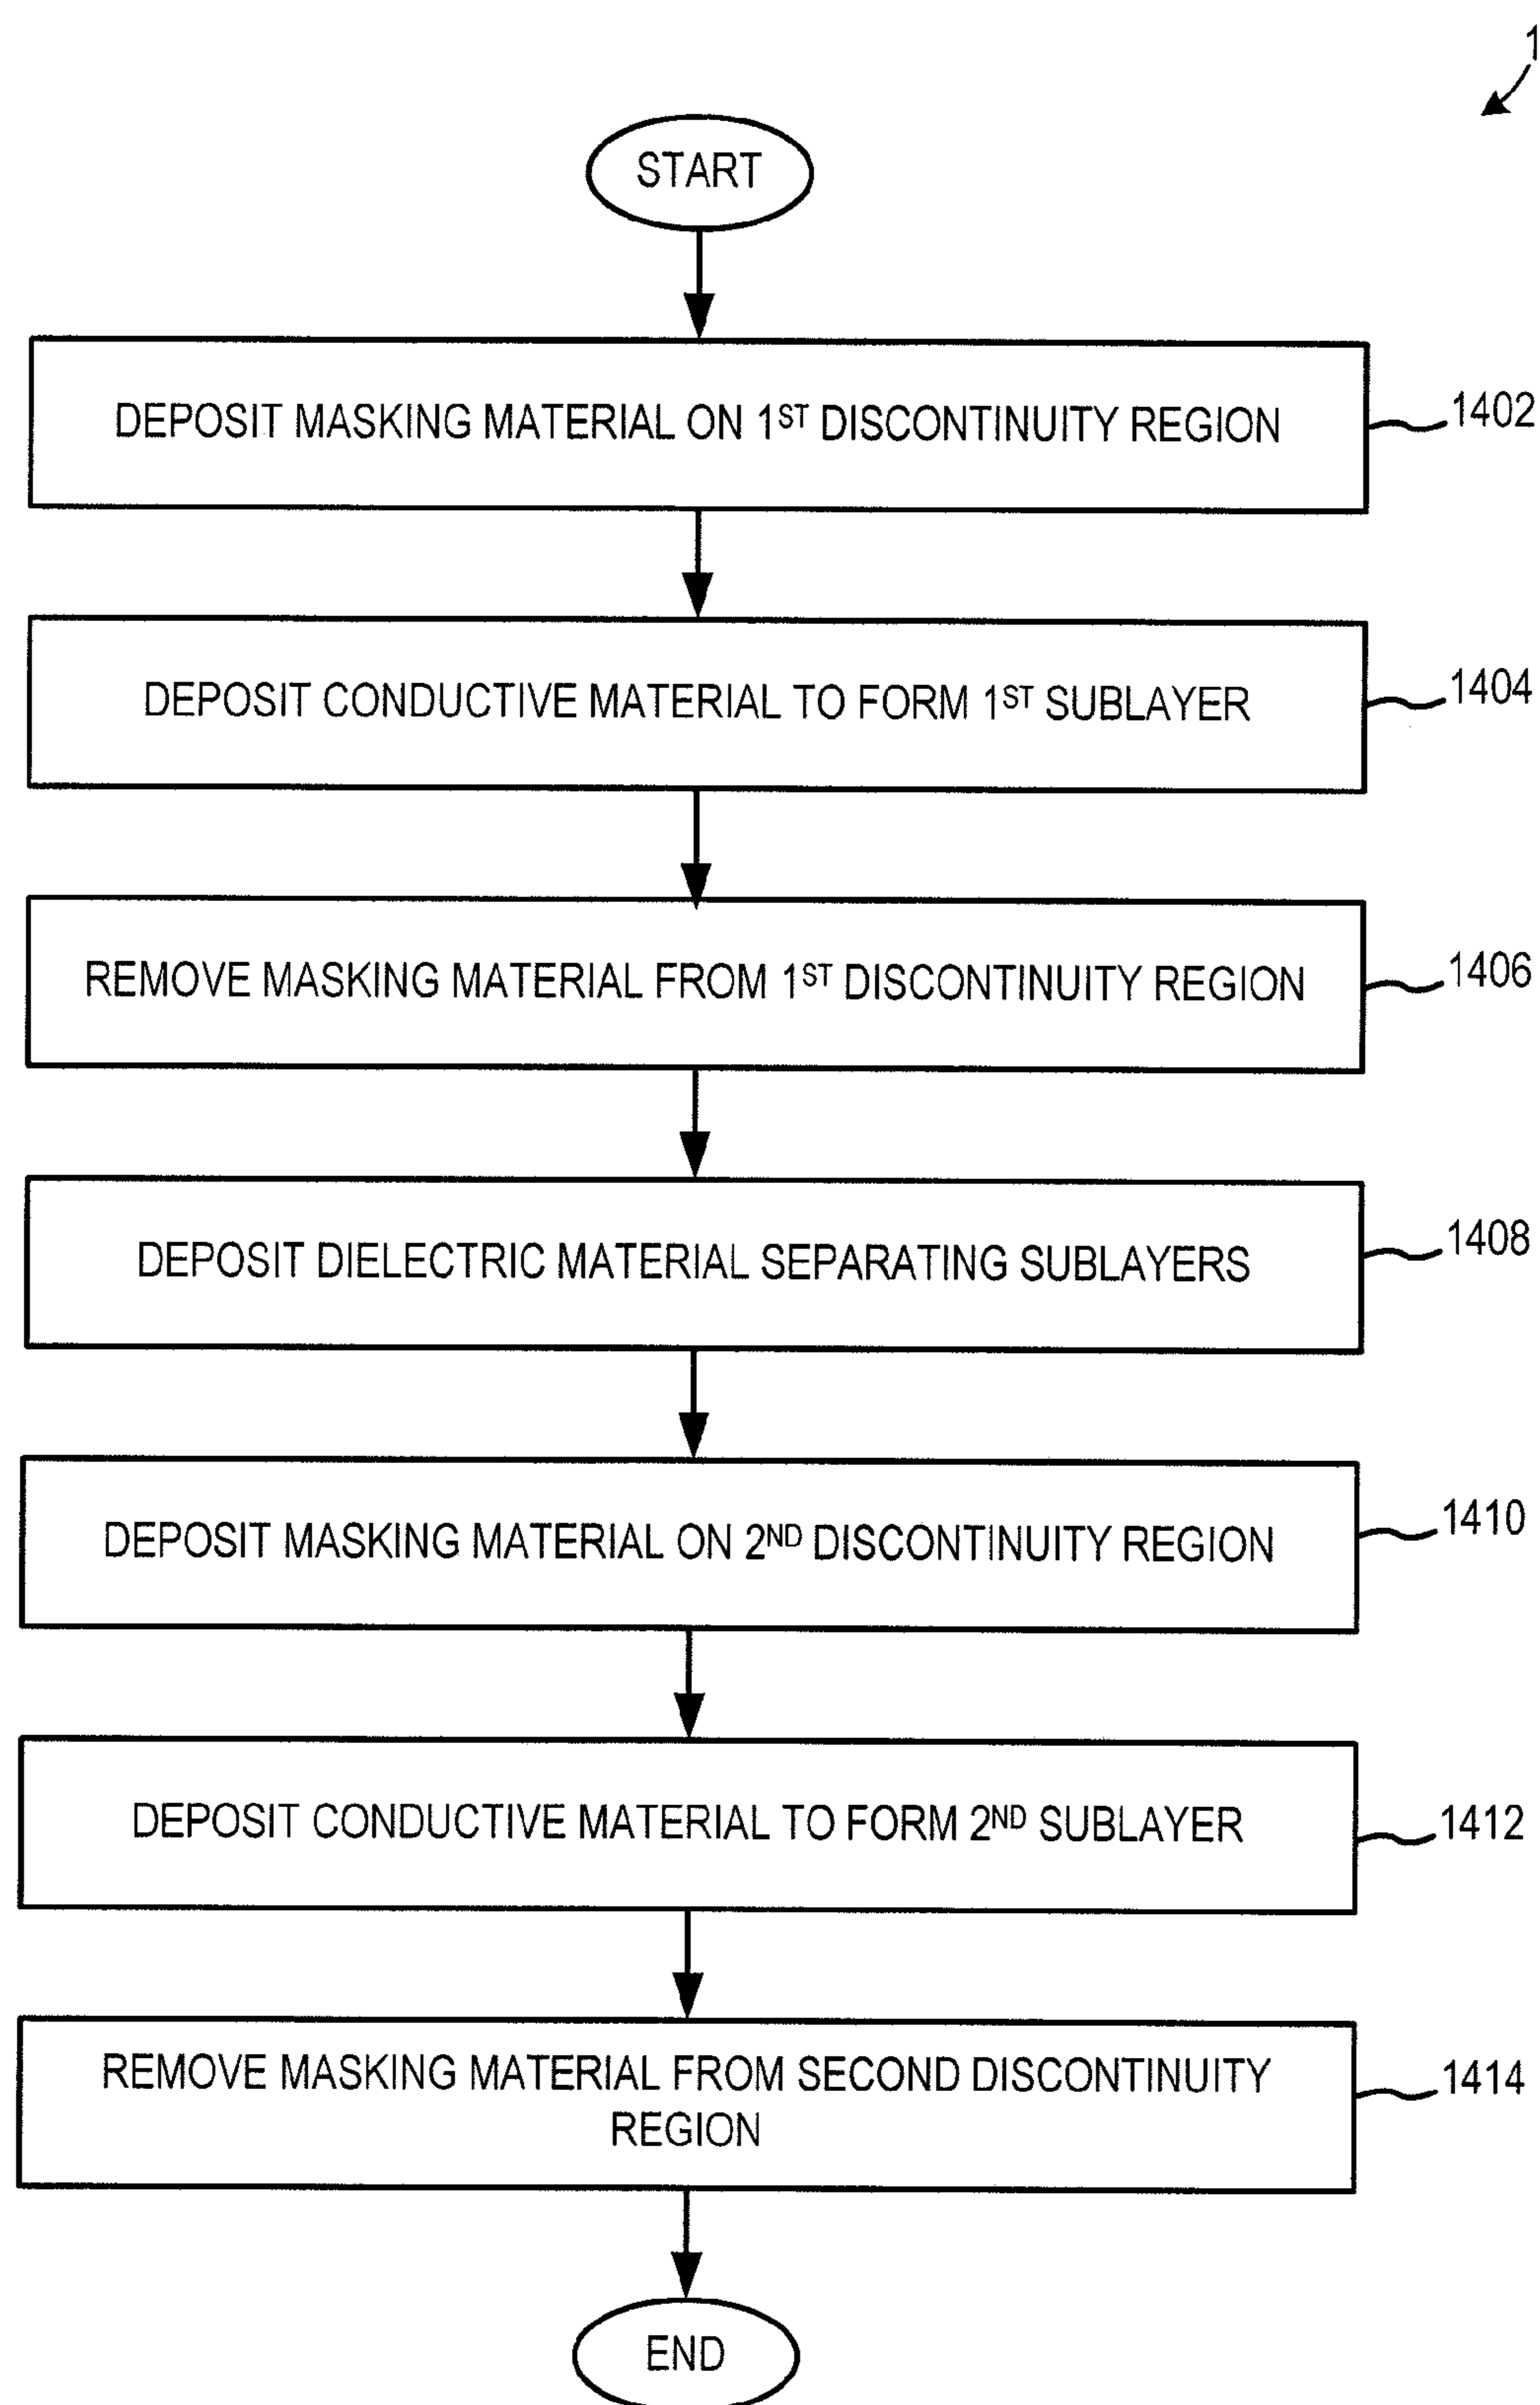 1
START
DEPOSIT MASKING MATERIAL ON 1ST DISCONTINUITY REGION
1402
DEPOSIT CONDUCTIVE MATERIAL TO FORM 1ST SUBLAYER
1404
REMOVE MASKING MATERIAL FROM 1ST DISCONTINUITY REGION
1406
DEPOSIT DIELECTRIC MATERIAL SEPARATING SUBLAYERS
1408
DEPOSIT MASKING MATERIAL ON 2ND DISCONTINUITY REGION
1410
DEPOSIT CONDUCTIVE MATERIAL TO FORM 2ND SUBLAYER
1412
REMOVE MASKING MATERIAL FROM SECOND DISCONTINUITY
REGION
1414
END